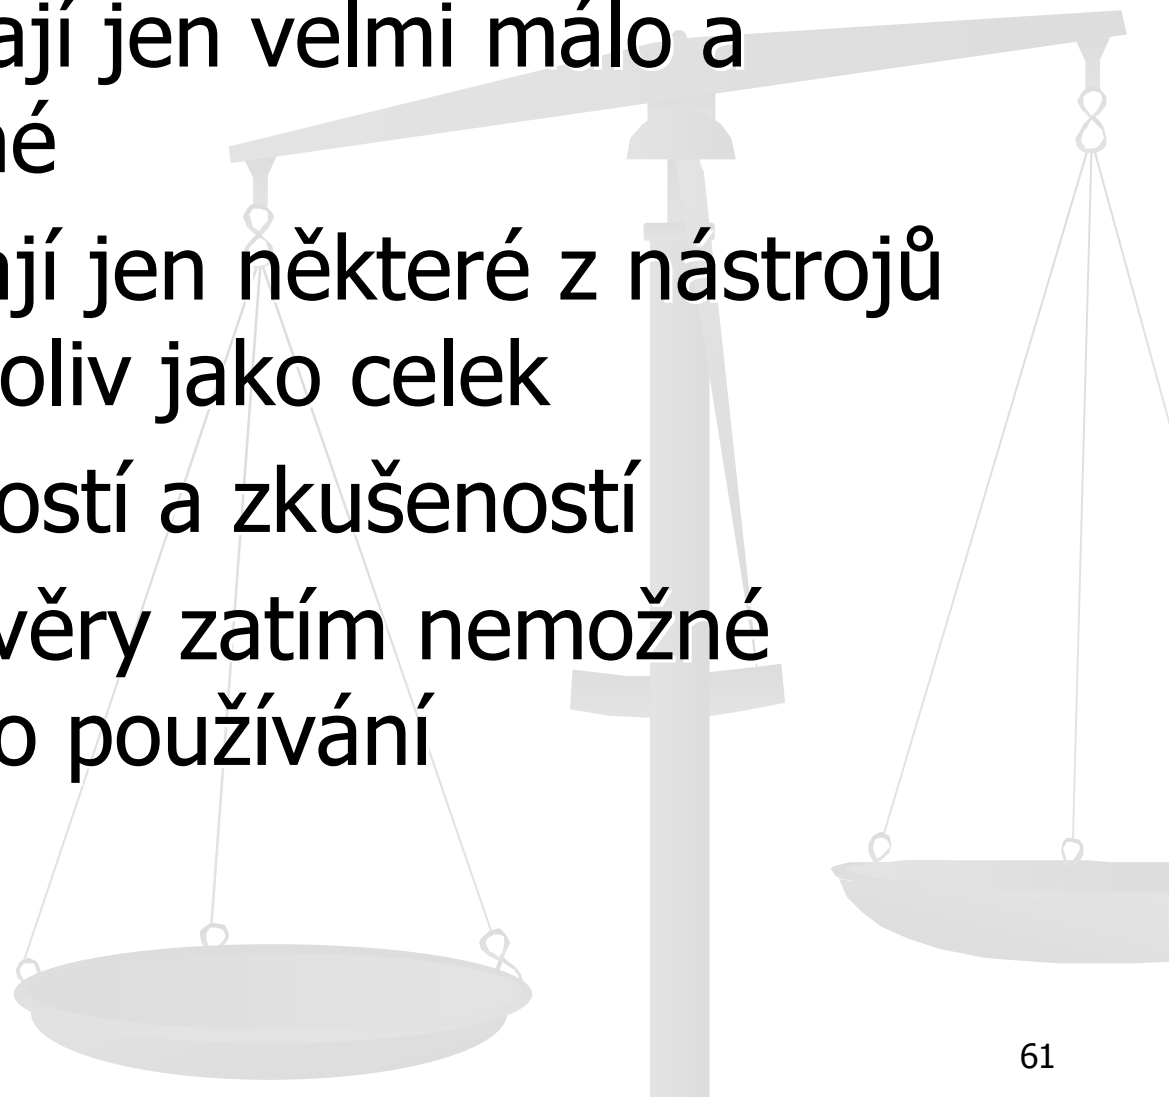 ají jen velmi málo a
né
ají jen některé z nástrojů
oliv jako celek
ostí a zkušeností
věry zatím nemožné
o používání
61